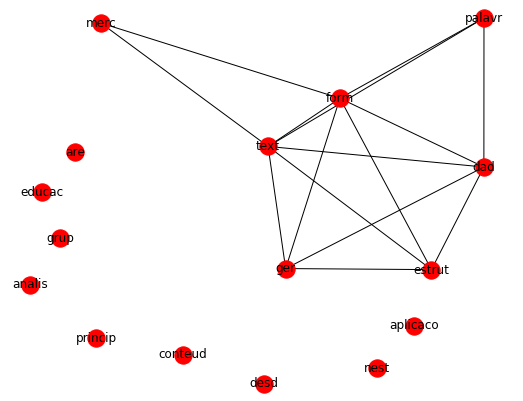 merc
palavr
form
text
are
dad
educac
grup
ger
estrut
analis
aplicaco
princip
conteud
nest
desd